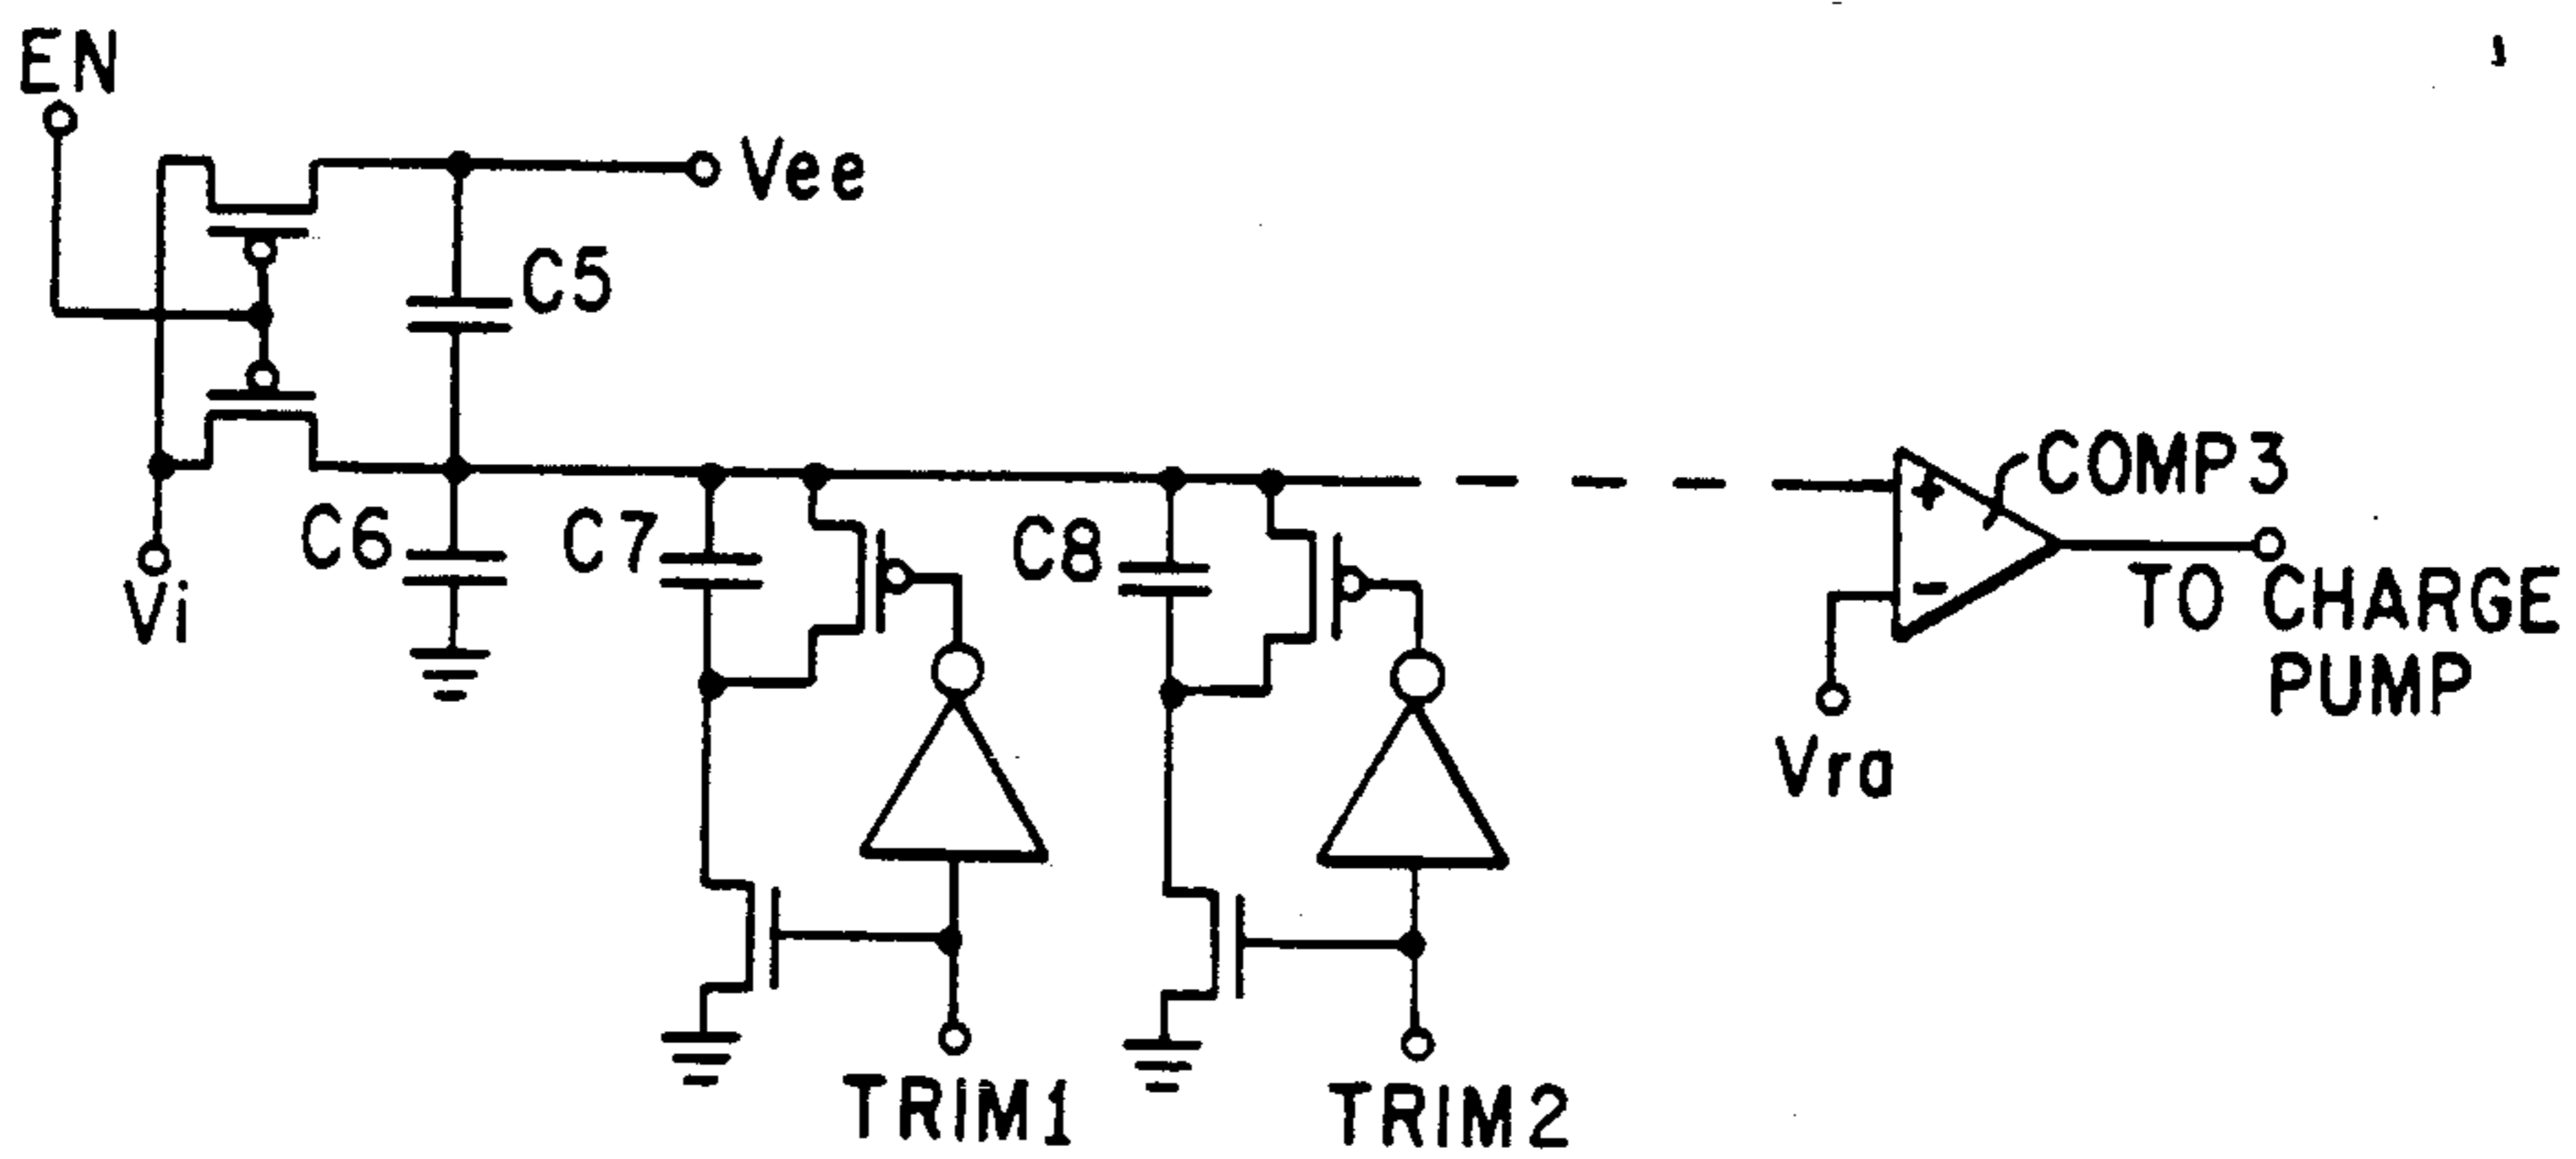 EN
Vee
C5
COMP3
+
-
C6
C7
C8
Vi
TO CHARGE
PUMP
Vra
TRIM1
TRIM2